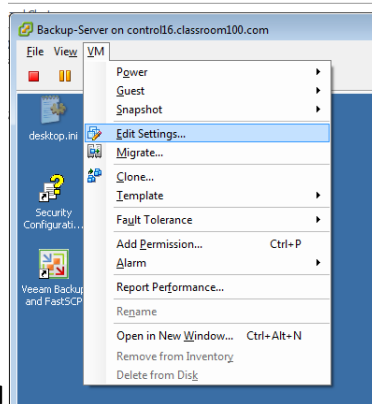 Backup-Server on control16.classroom100.com
File View VM
Power
Guest
Snapshot
Edit Settings...
Migrate...
Clone...
Template
Fault Tolerance
Add Permission... Ctrl+P
Alarm
Report Performance...
Rename
Open in New Window... Ctrl+Alt+N
Remove from Inventory
Delete from Disk
desktop.ini
Security
Configurati...
Veeam Backup
and FastSCP